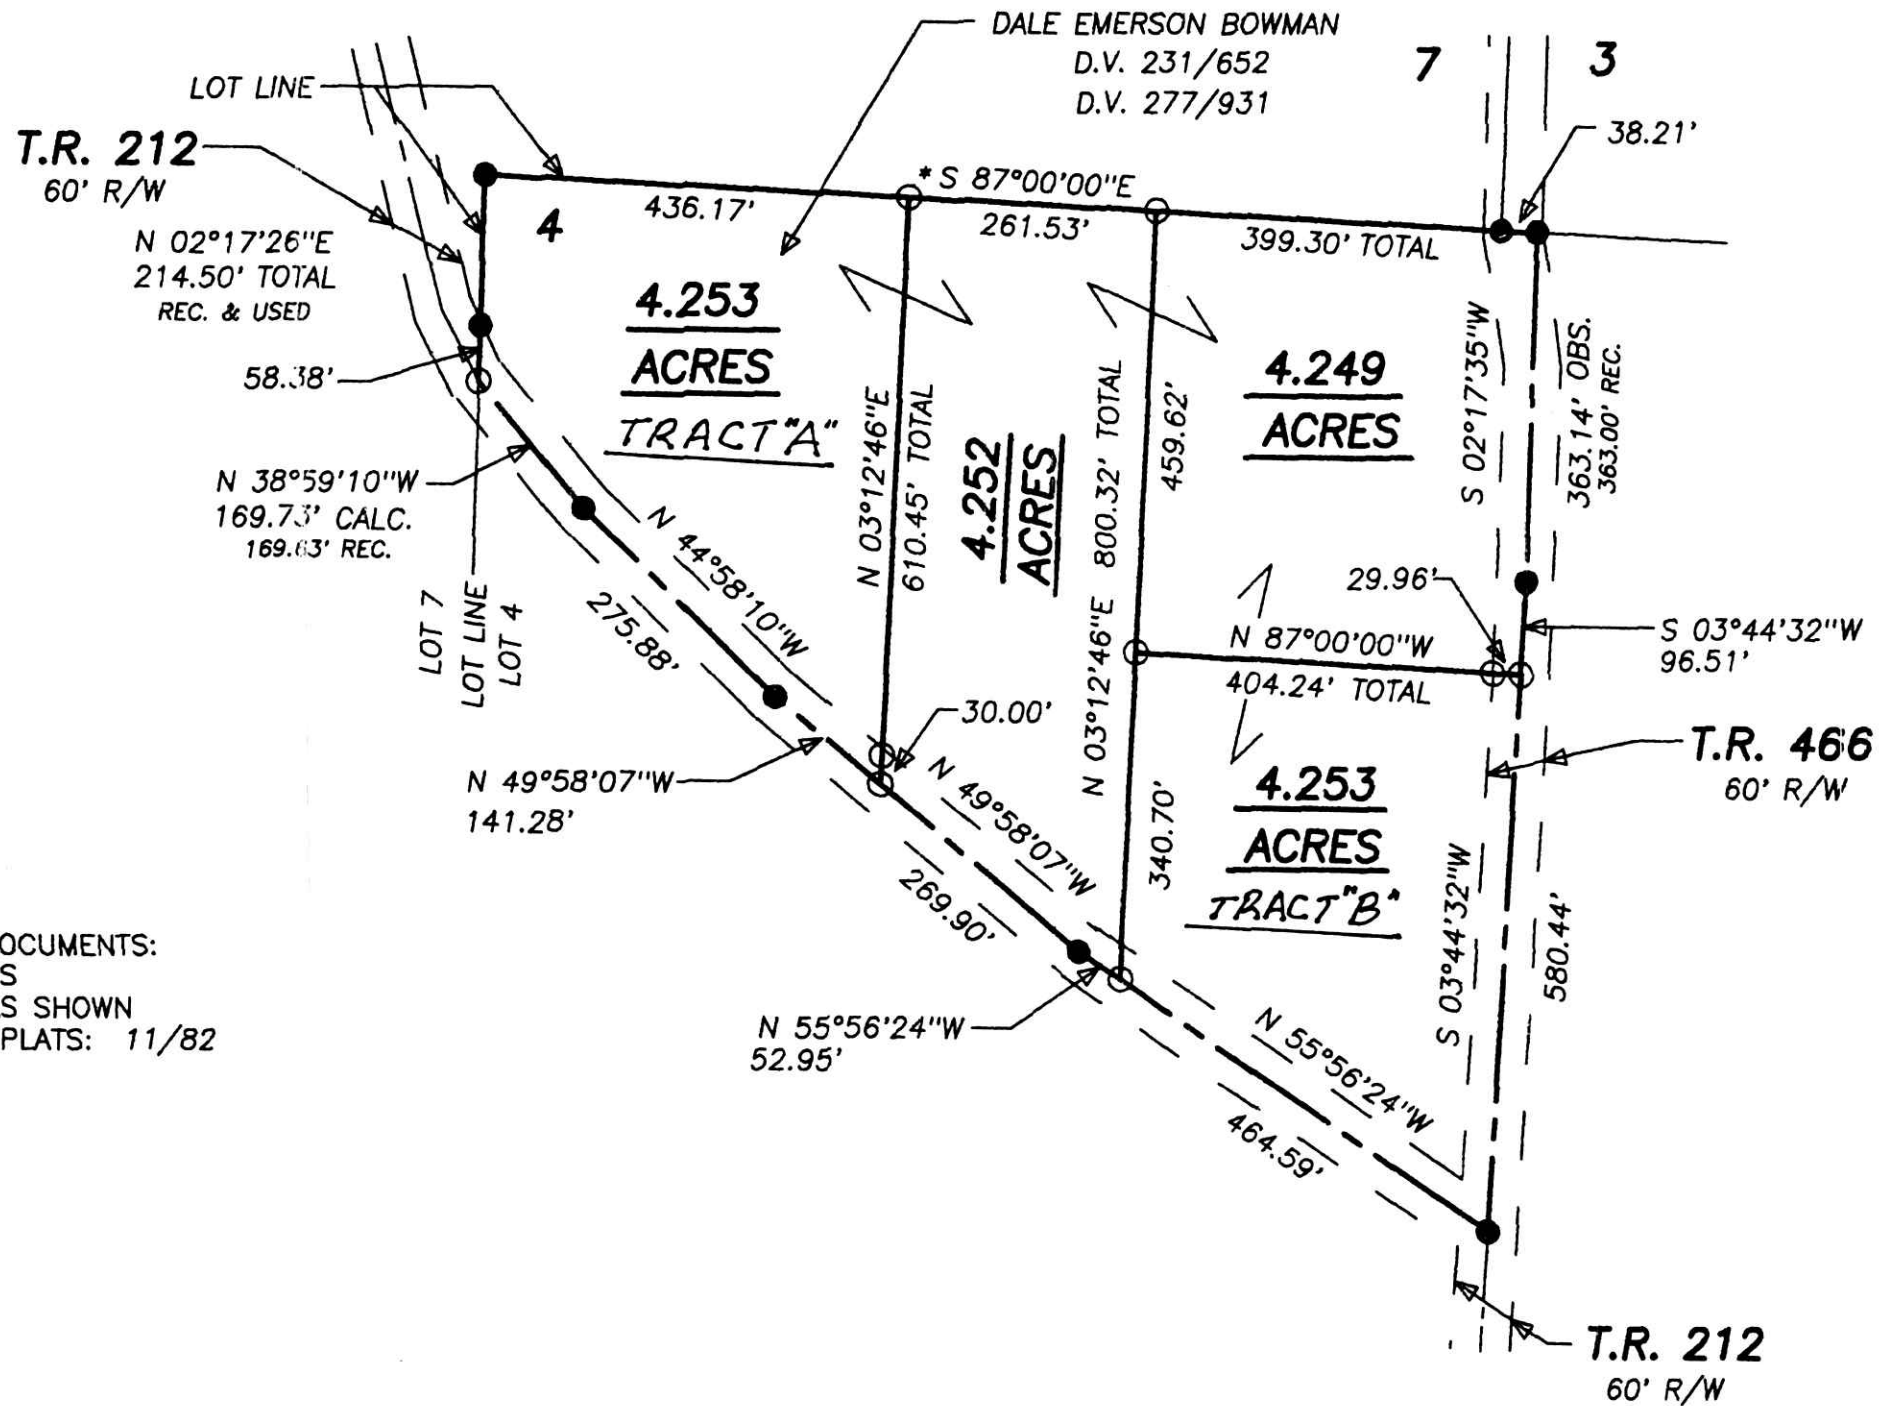 DALE EMERSON BOWMAN
D.V. 231/652
D.V. 277/931
7
3
LOT LINE
38.21'
T.R. 212
60' R/W
* S 87°00'00"E
436.17'
261.53'
399.30' TOTAL
4
N 02°17'26"E
214.50' TOTAL
REC. & USED
58.38'
4.253
ACRES
TRACT "A"
N 03°12'46"E
610.45' TOTAL
4.252
ACRES
N 03°12'46"E 800.32' TOTAL
459.62'
4.249
ACRES
S 02°17'35"W
363.14' OBS.
363.00' REC.
N 38°59'10"W
169.73' CALC.
169.63' REC.
N 44°58'10"W
275.88'
LOT 7
LOT LINE
LOT 4
29.96'
N 87°00'00"W
404.24' TOTAL
S 03°44'32"W
96.51'
30.00'
T.R. 466
60' R/W
N 49°58'07"W
141.28'
N 49°58'07"W
269.90'
340.70'
4.253
ACRES
TRACT "B"
S 03°44'32"W
580.44'
OCUMENTS:
S
S SHOWN
PLATS: 11/82
N 55°56'24"W
52.95'
N 55°56'24"W
464.59'
T.R. 212
60' R/W